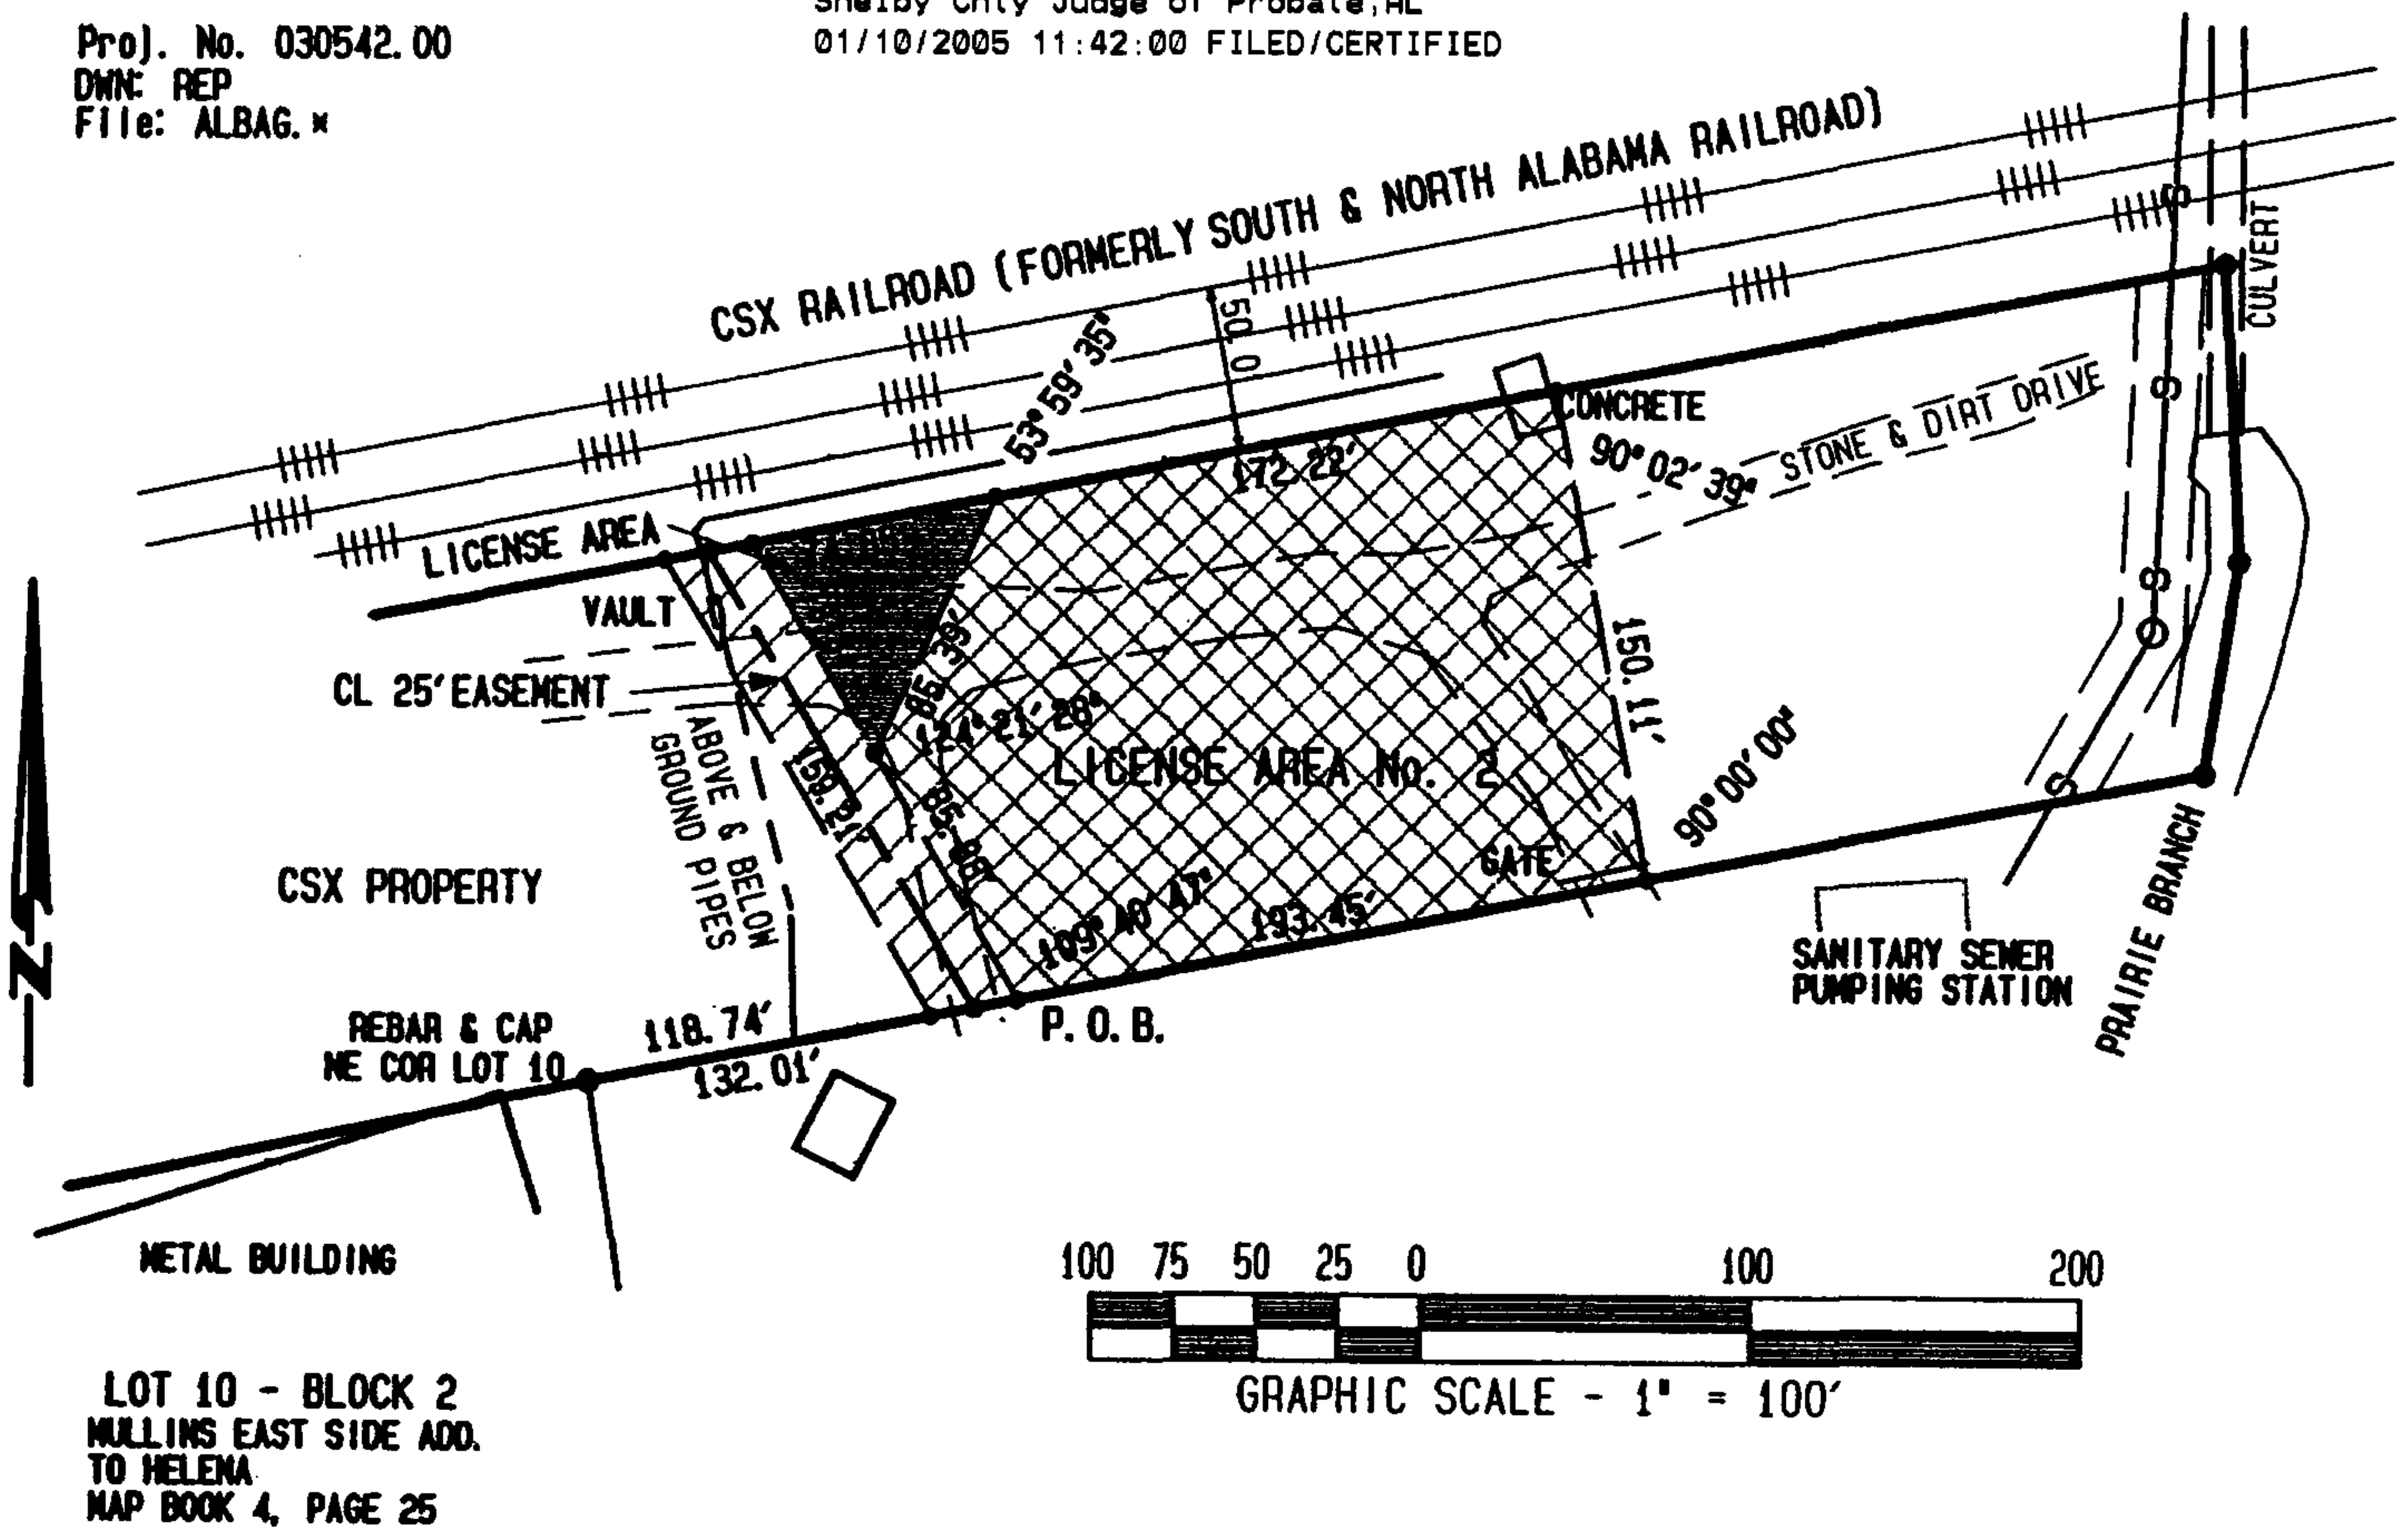 Shelby Cnty Judge of Probate,AL
01/10/2005 11:42:00 FILED/CERTIFIED
Proj. No. 030542.00
DWN: REP
File: ALBAG.*
CSX RAILROAD (FORMERLY SOUTH & NORTH ALABAMA RAILROAD)
CULVERT
50.0'
53° 59' 35"
172.22'
CONCRETE
90° 02' 39"
STONE & DIRT DRIVE
LICENSE AREA
VAULT
CL 25' EASEMENT
85.39'
124° 21' 28"
LICENSE AREA No. 2
150.11'
90° 00' 00"
ABOVE & BELOW
GROUND PIPES
CSX PROPERTY
GATE
109° 40' 47"
193.45'
SANITARY SEWER
PUMPING STATION
PRAIRIE BRANCH
P.O.B.
REBAR & CAP
NE COR LOT 10
118.74'
132.01'
METAL BUILDING
S
S
S
S
N
100 75 50 25 0 100 200
GRAPHIC SCALE - 1" = 100'
LOT 10 - BLOCK 2
MULLINS EAST SIDE ADD.
TO HELENA
MAP BOOK 4, PAGE 25